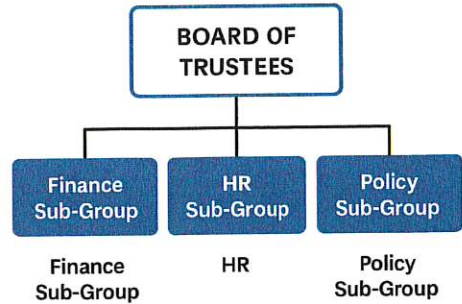 BOARD OF
TRUSTEES
Finance
Sub-Group
HR
Sub-Group
Policy
Sub-Group
Finance
Sub-Group
HR
Policy
Sub-Group